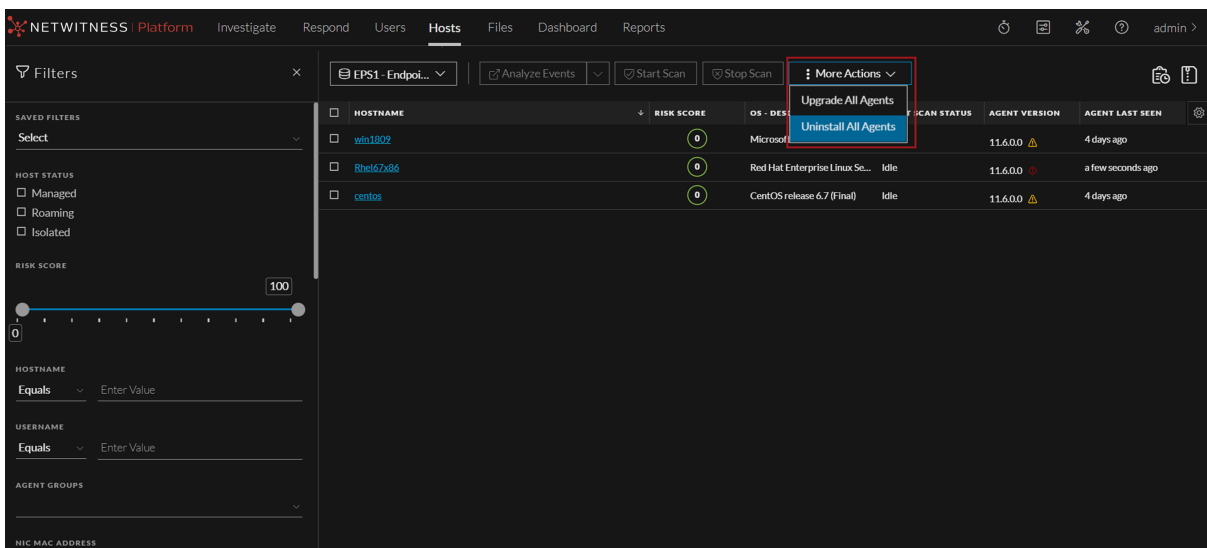 NETWITNESS Platform Investigate Respond Users Hosts Files Dashboard Reports admin >
Filters
EPS1 - Endpoi...
Analyze Events
Start Scan
Stop Scan
More Actions
Upgrade All Agents
Uninstall All Agents
SAVED FILTERS
Select
HOST STATUS
Managed
Roaming
Isolated
RISK SCORE
100
0
HOSTNAME
Equals Enter Value
USERNAME
Equals Enter Value
AGENT GROUPS
NIC MAC ADDRESS
HOSTNAME RISK SCORE OS - DES SCAN STATUS AGENT VERSION AGENT LAST SEEN
win1809 0 Microsof 11.6.0.0 4 days ago
Rhel67x86 0 Red Hat Enterprise Linux Se... Idle 11.6.0.0 a few seconds ago
centos 0 CentOS release 6.7 (Final) Idle 11.6.0.0 4 days ago